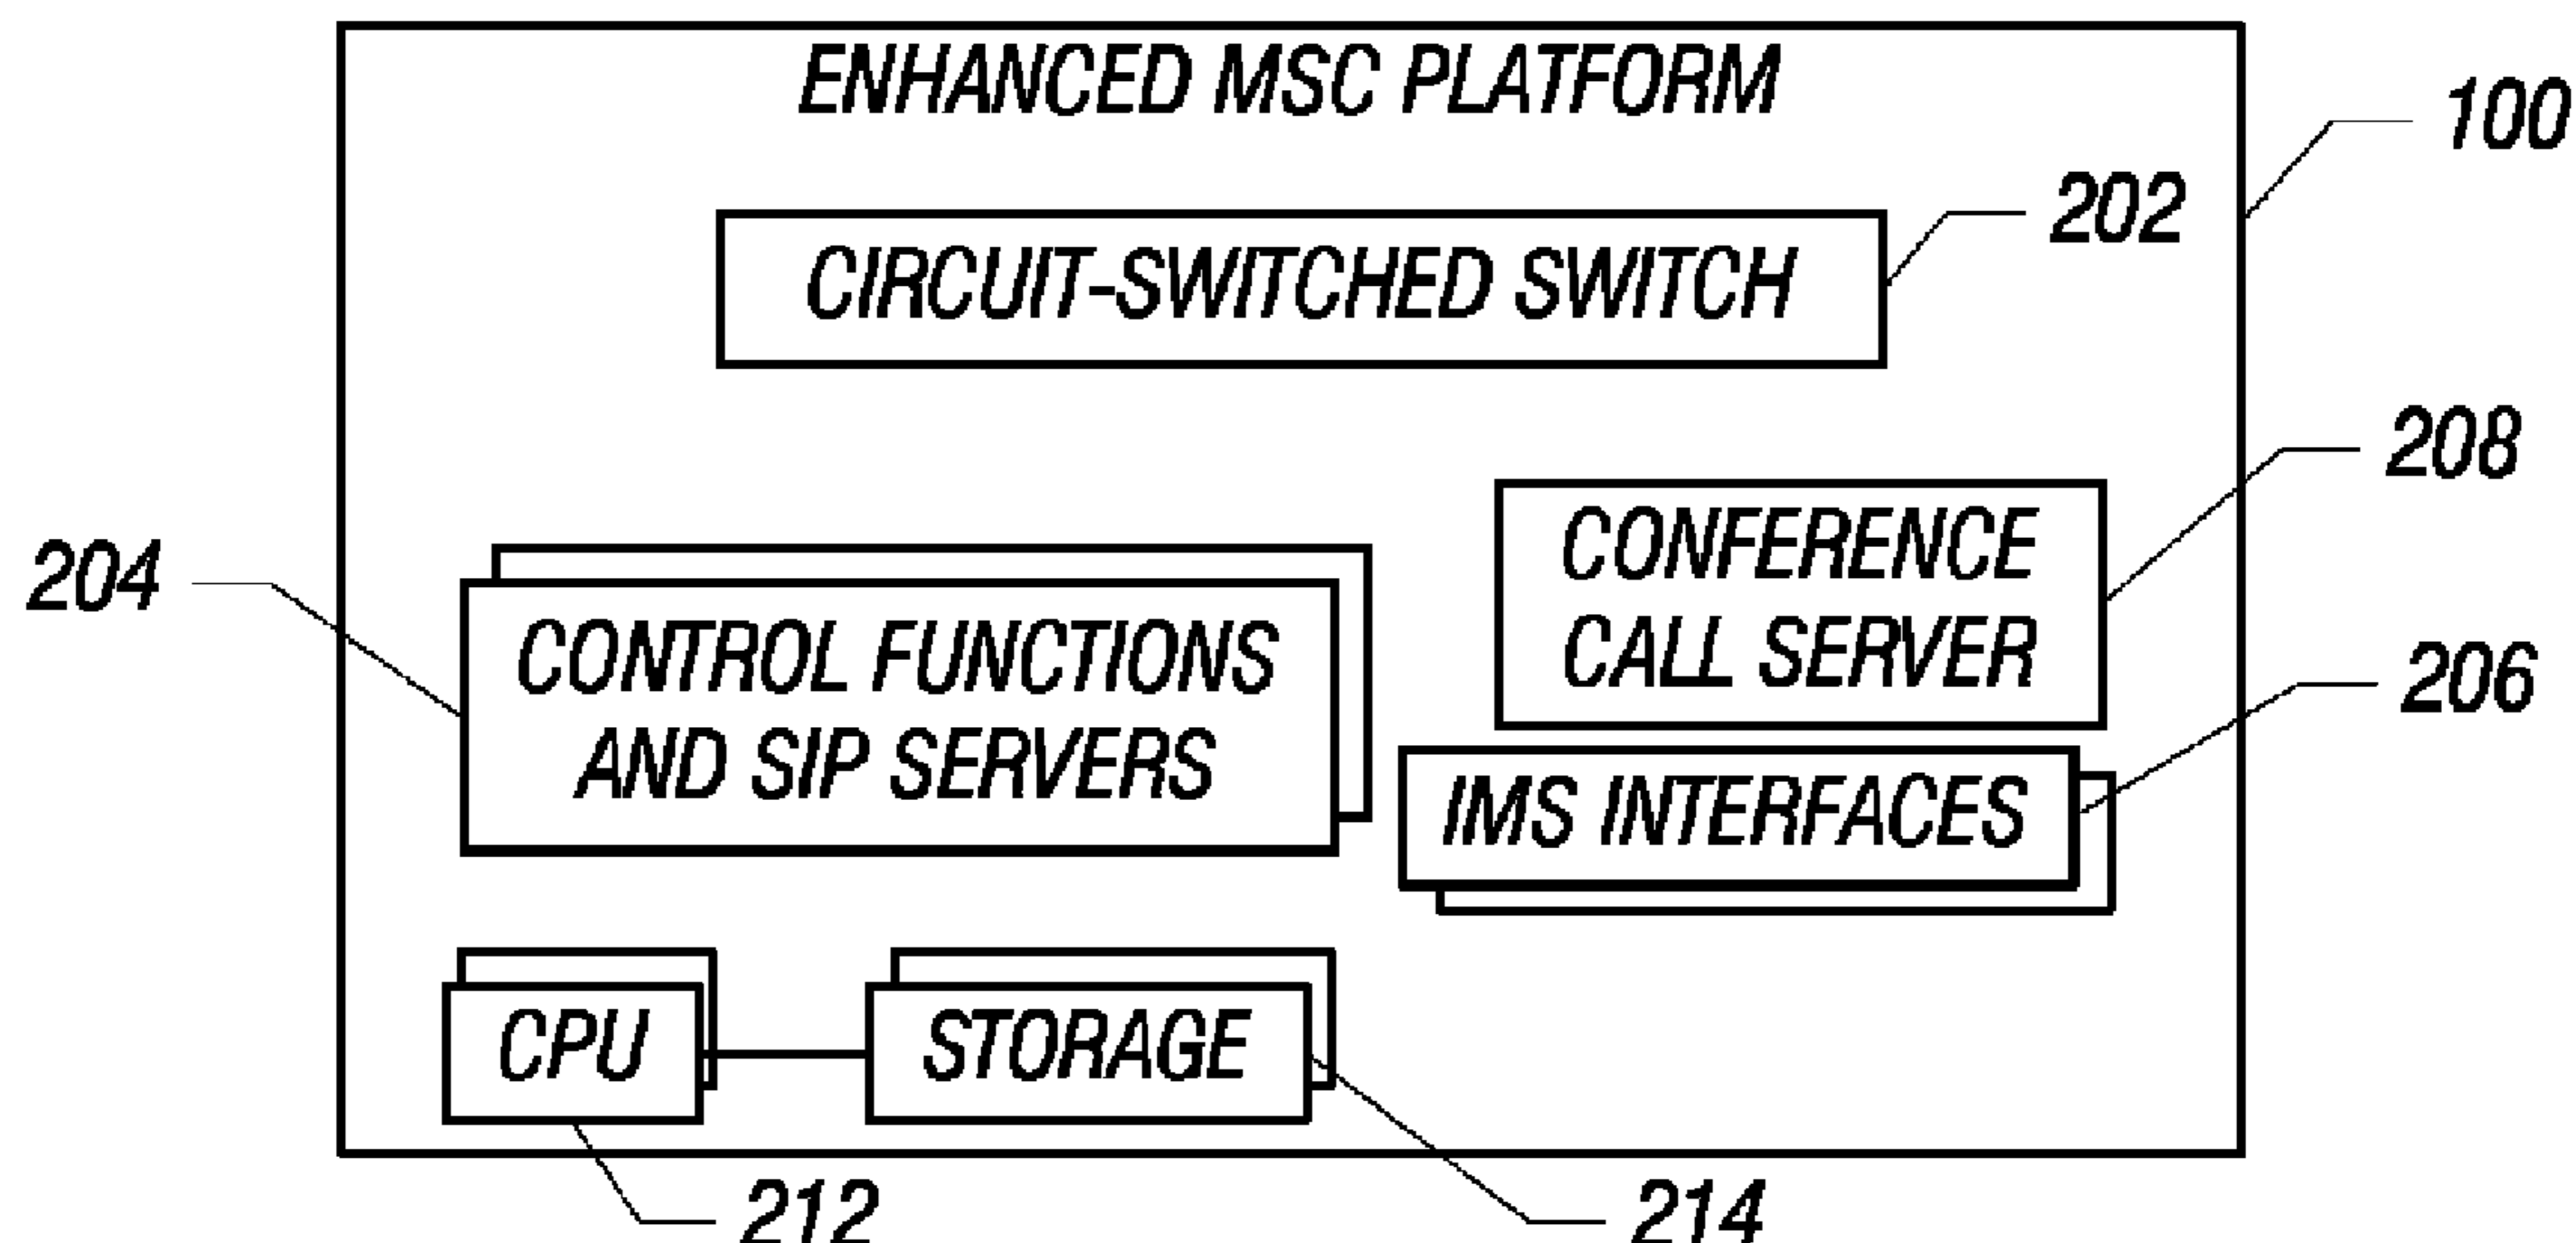 ENHANCED MSC PLATFORM
100
CIRCUIT-SWITCHED SWITCH
202
208
CONFERENCE
CALL SERVER
204
CONTROL FUNCTIONS
AND SIP SERVERS
206
IMS INTERFACES
CPU
STORAGE
212
214